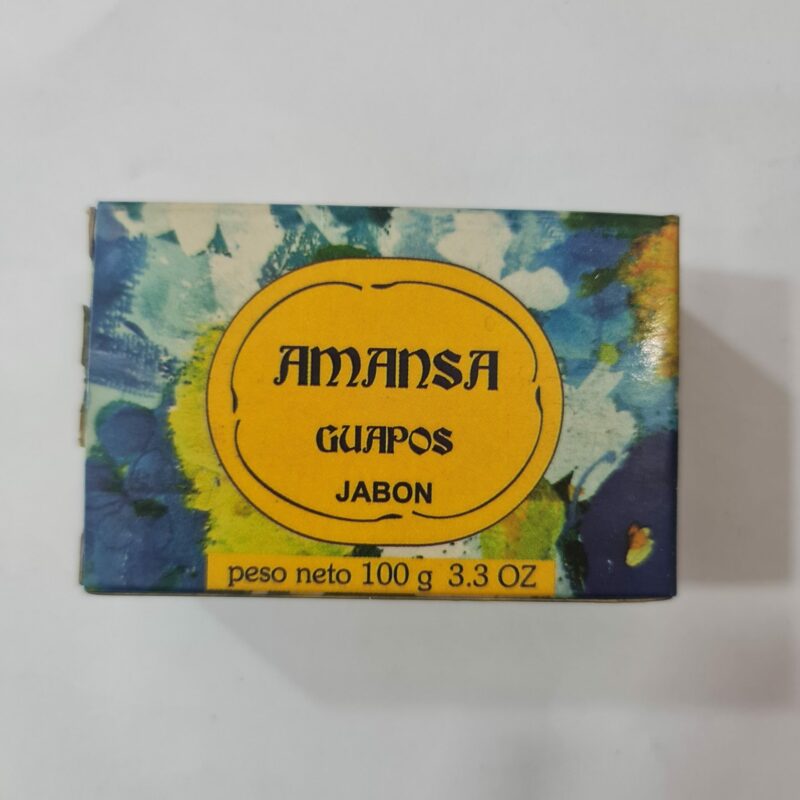 AMANSA
GUAPOS
JABON
peso neto 100 g 3.3 OZ